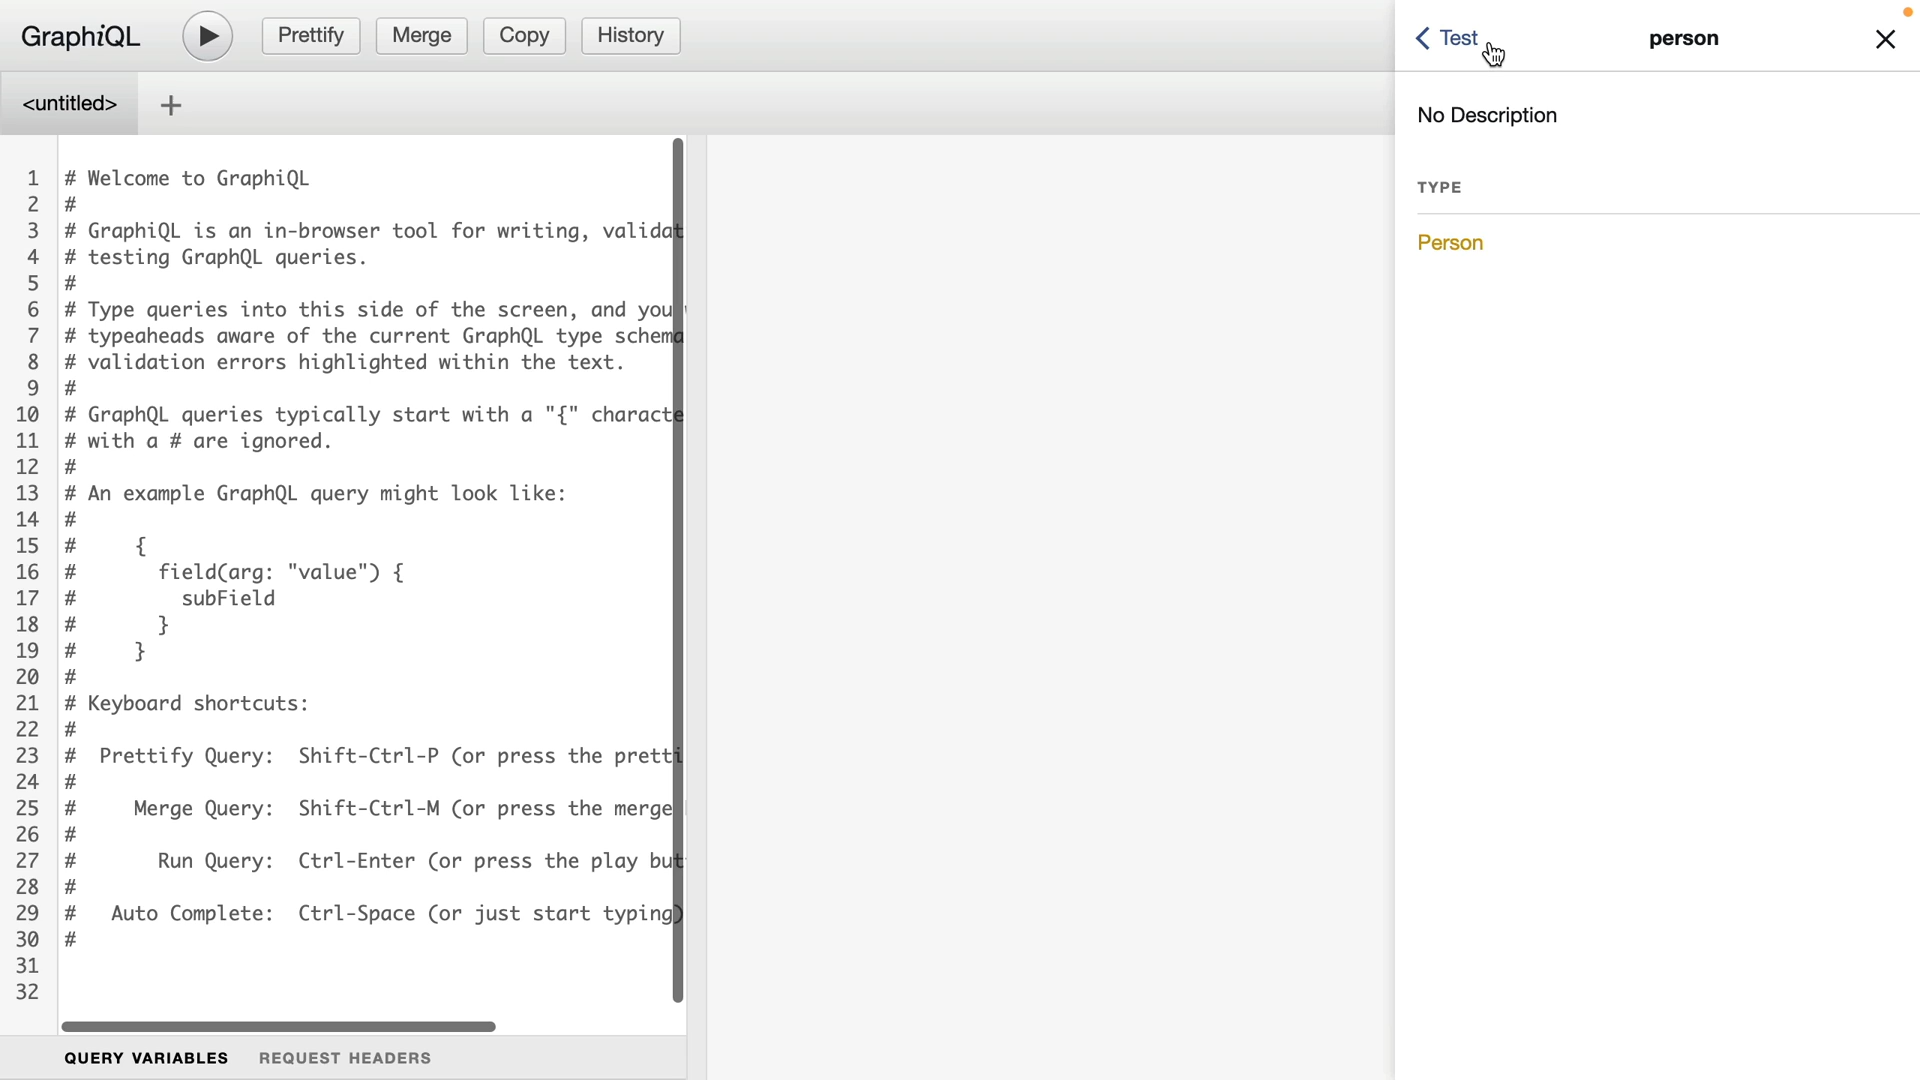 GraphiQL
Prettify
Merge
Copy
History
Test
person
<untitled>
+
No Description
TYPE
Person
1 # Welcome to GraphiQL
2 #
3 # GraphiQL is an in-browser tool for writing, validat
4 # testing GraphQL queries.
5 #
6 # Type queries into this side of the screen, and you
7 # typeaheads aware of the current GraphQL type schema
8 # validation errors highlighted within the text.
9 #
10 # GraphQL queries typically start with a "{" characte
11 # with a # are ignored.
12 #
13 # An example GraphQL query might look like:
14 #
15 #     {
16 #       field(arg: "value") {
17 #         subField
18 #       }
19 #     }
20 #
21 # Keyboard shortcuts:
22 #
23 #  Prettify Query:  Shift-Ctrl-P (or press the pretti
24 #
25 #     Merge Query:  Shift-Ctrl-M (or press the merge
26 #
27 #       Run Query:  Ctrl-Enter (or press the play but
28 #
29 #   Auto Complete:  Ctrl-Space (or just start typing)
30 #
31
32
QUERY VARIABLES
REQUEST HEADERS